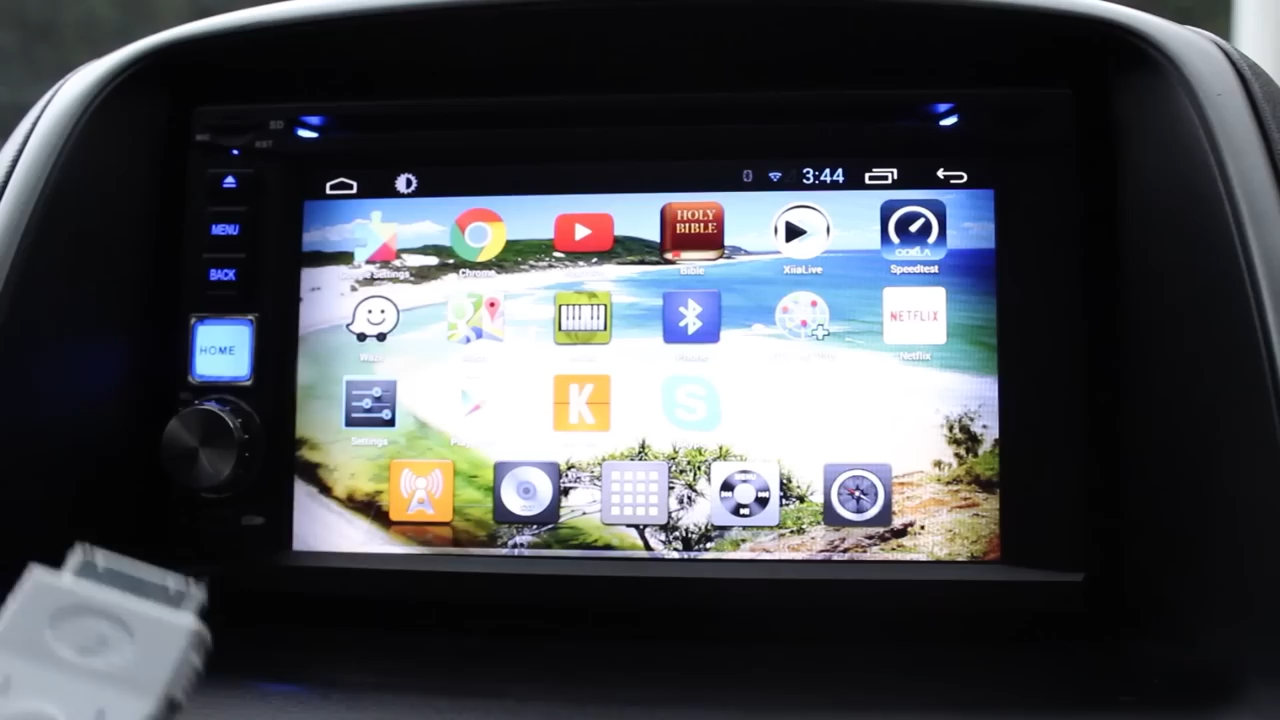 SD
RST
3:44
MENU
BACK
HOME
HOLY
BIBLE
Settings
Chrome
Bible
XiiaLive
OOKLA
Speedtest
NETFLIX
Waze
Netflix
K
S
Settings
MENU